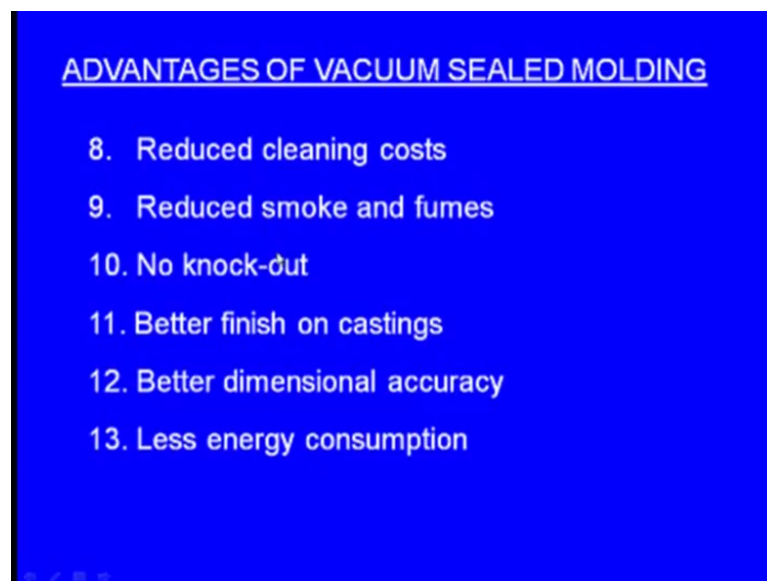 ADVANTAGES OF VACUUM SEALED MOLDING
8. Reduced cleaning costs
9. Reduced smoke and fumes
10. No knock-out
11. Better finish on castings
12. Better dimensional accuracy
13. Less energy consumption